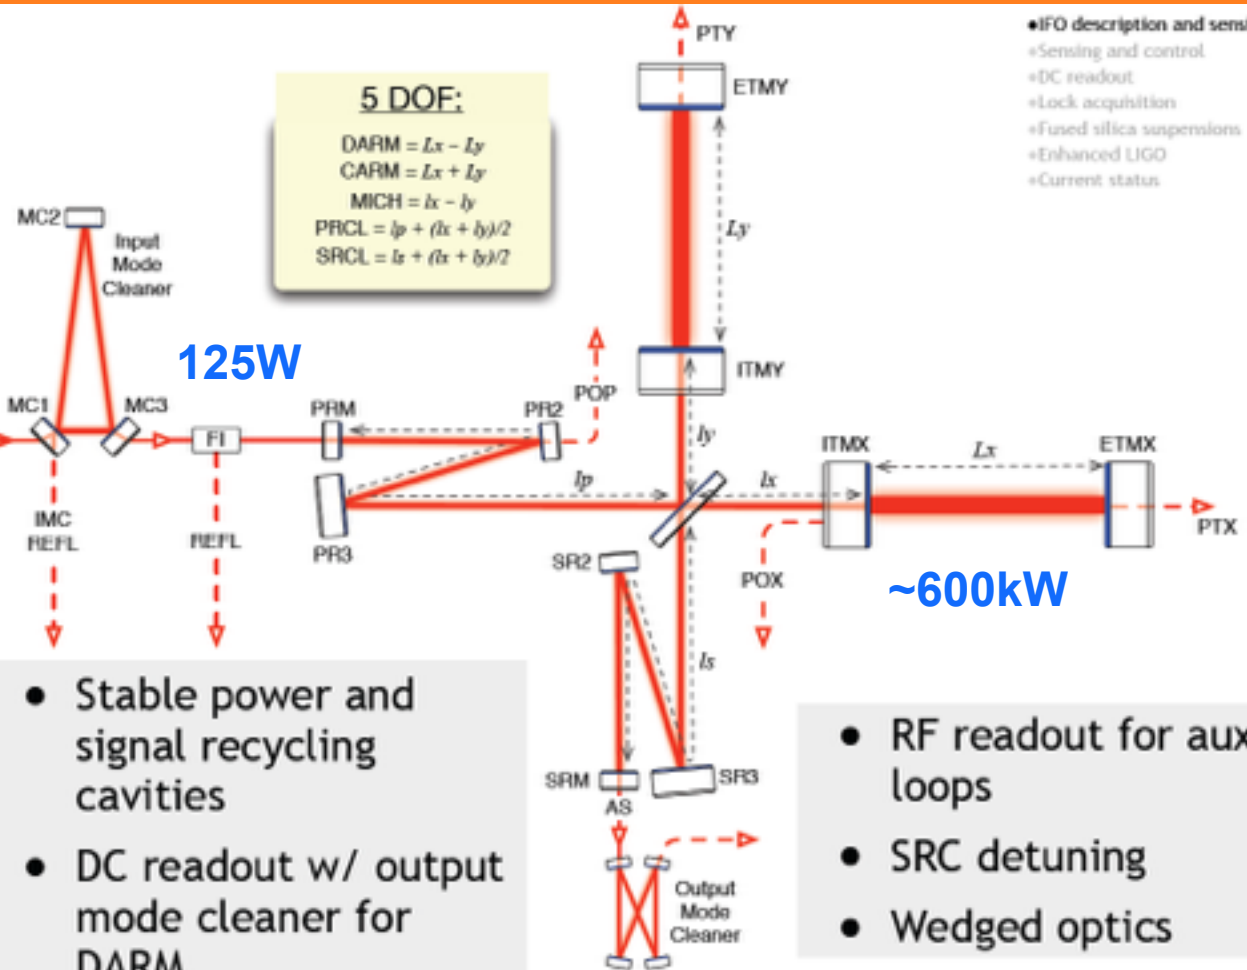 ●IFO description and sensi
+Sensing and control
+DC readout
+Lock acquisition
+Fused silica suspensions
+Enhanced LIGO
+Current status
5 DOF:
DARM = Lx – Ly
CARM = Lx + Ly
MICH = lx – ly
PRCL = lp + (lx + ly)/2
SRCL = ls + (lx + ly)/2
PTY
ETMY
Ly
ITMY
MC2
Input
Mode
Cleaner
125W
MC1
MC3
FI
PRM
PR2
POP
PR3
IMC
REFL
REFL
lp
ly
lx
ITMX
Lx
ETMX
PTX
POX
~600kW
SR2
ls
SRM
SR3
AS
Output
Mode
Cleaner
● Stable power and
signal recycling
cavities
● DC readout w/ output
mode cleaner for
DARM
● RF readout for aux
loops
● SRC detuning
● Wedged optics